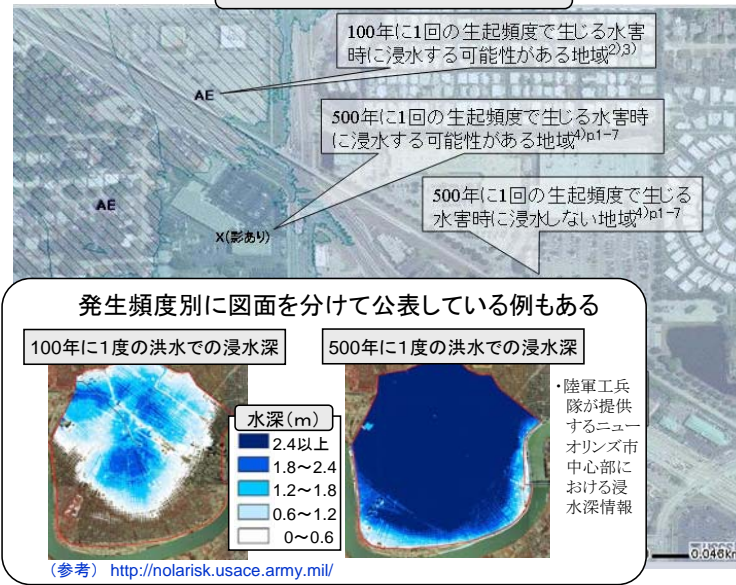 100年に1回の生起頻度で生じる水害
時に浸水する可能性がある地域2),3)
AE
500年に1回の生起頻度で生じる水害時
に浸水する可能性がある地域4)p1-7
AE
500年に1回の生起頻度で生じる
水害時に浸水しない地域4)p1-7
X(影あり)
発生頻度別に図面を分けて公表している例もある
100年に1度の洪水での浸水深
500年に1度の洪水での浸水深
水深(m)
2.4以上
1.8~2.4
1.2~1.8
0.6~1.2
0~0.6
・陸軍工兵
隊が提供
するニュー
オリンズ市
中心部に
おける浸
水深情報
(参考) http://nolarisk.usace.army.mil/
USGS
0.046Km